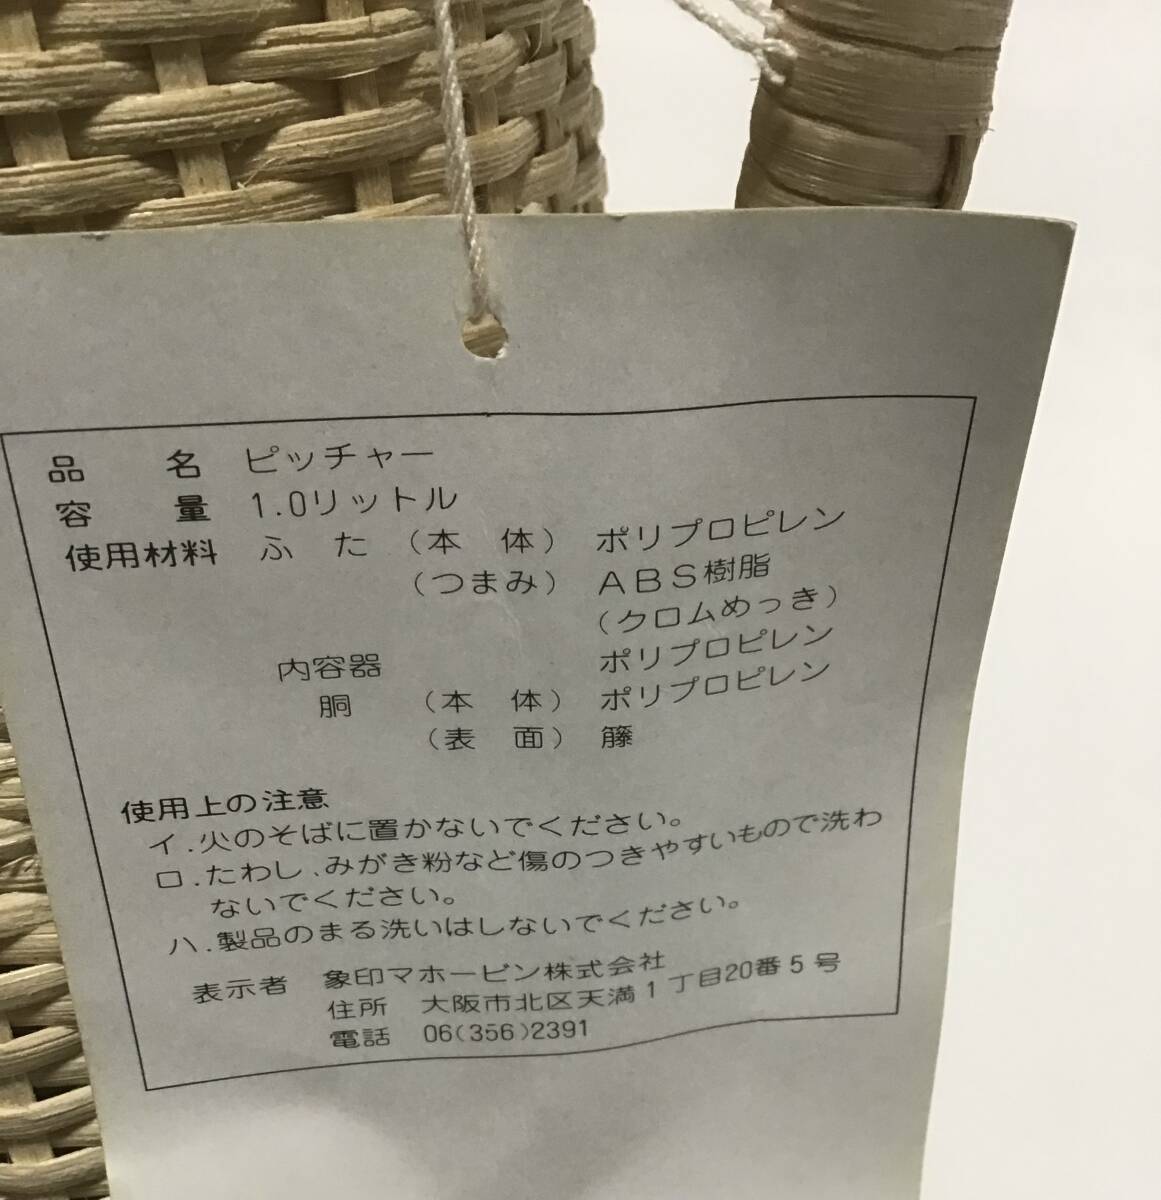 品　　名　ピッチャー
容　　量　1.0リットル
使用材料　ふ　た　（本　体）　ポリプロピレン
（つまみ）　ＡＢＳ樹脂
（クロムめっき）
内容器　ポリプロピレン
胴　（本　体）　ポリプロピレン
（表　面）　籐
使用上の注意
イ.火のそばに置かないでください。
ロ.たわし、みがき粉など傷のつきやすいもので洗わ
ないでください。
ハ.製品のまる洗いはしないでください。
表示者　象印マホービン株式会社
住所　大阪市北区天満１丁目20番５号
電話　06(356)2391